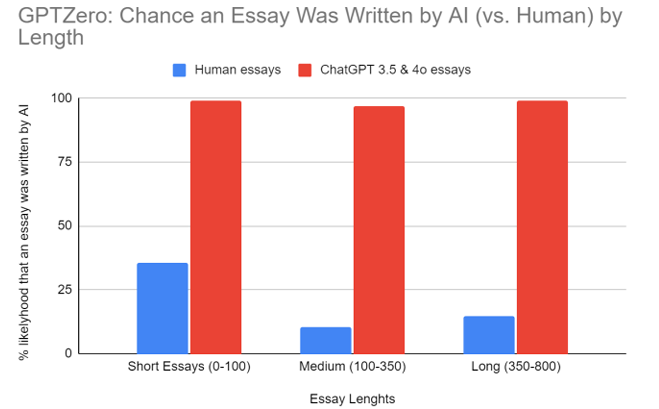 GPTZero: Chance an Essay Was Written by AI (vs. Human) by
Length
Human essays
ChatGPT 3.5 & 4o essays
% likelyhood that an essay was written by AI
100
75
50
25
0
Short Essays (0-100)
Medium (100-350)
Long (350-800)
Essay Lenghts